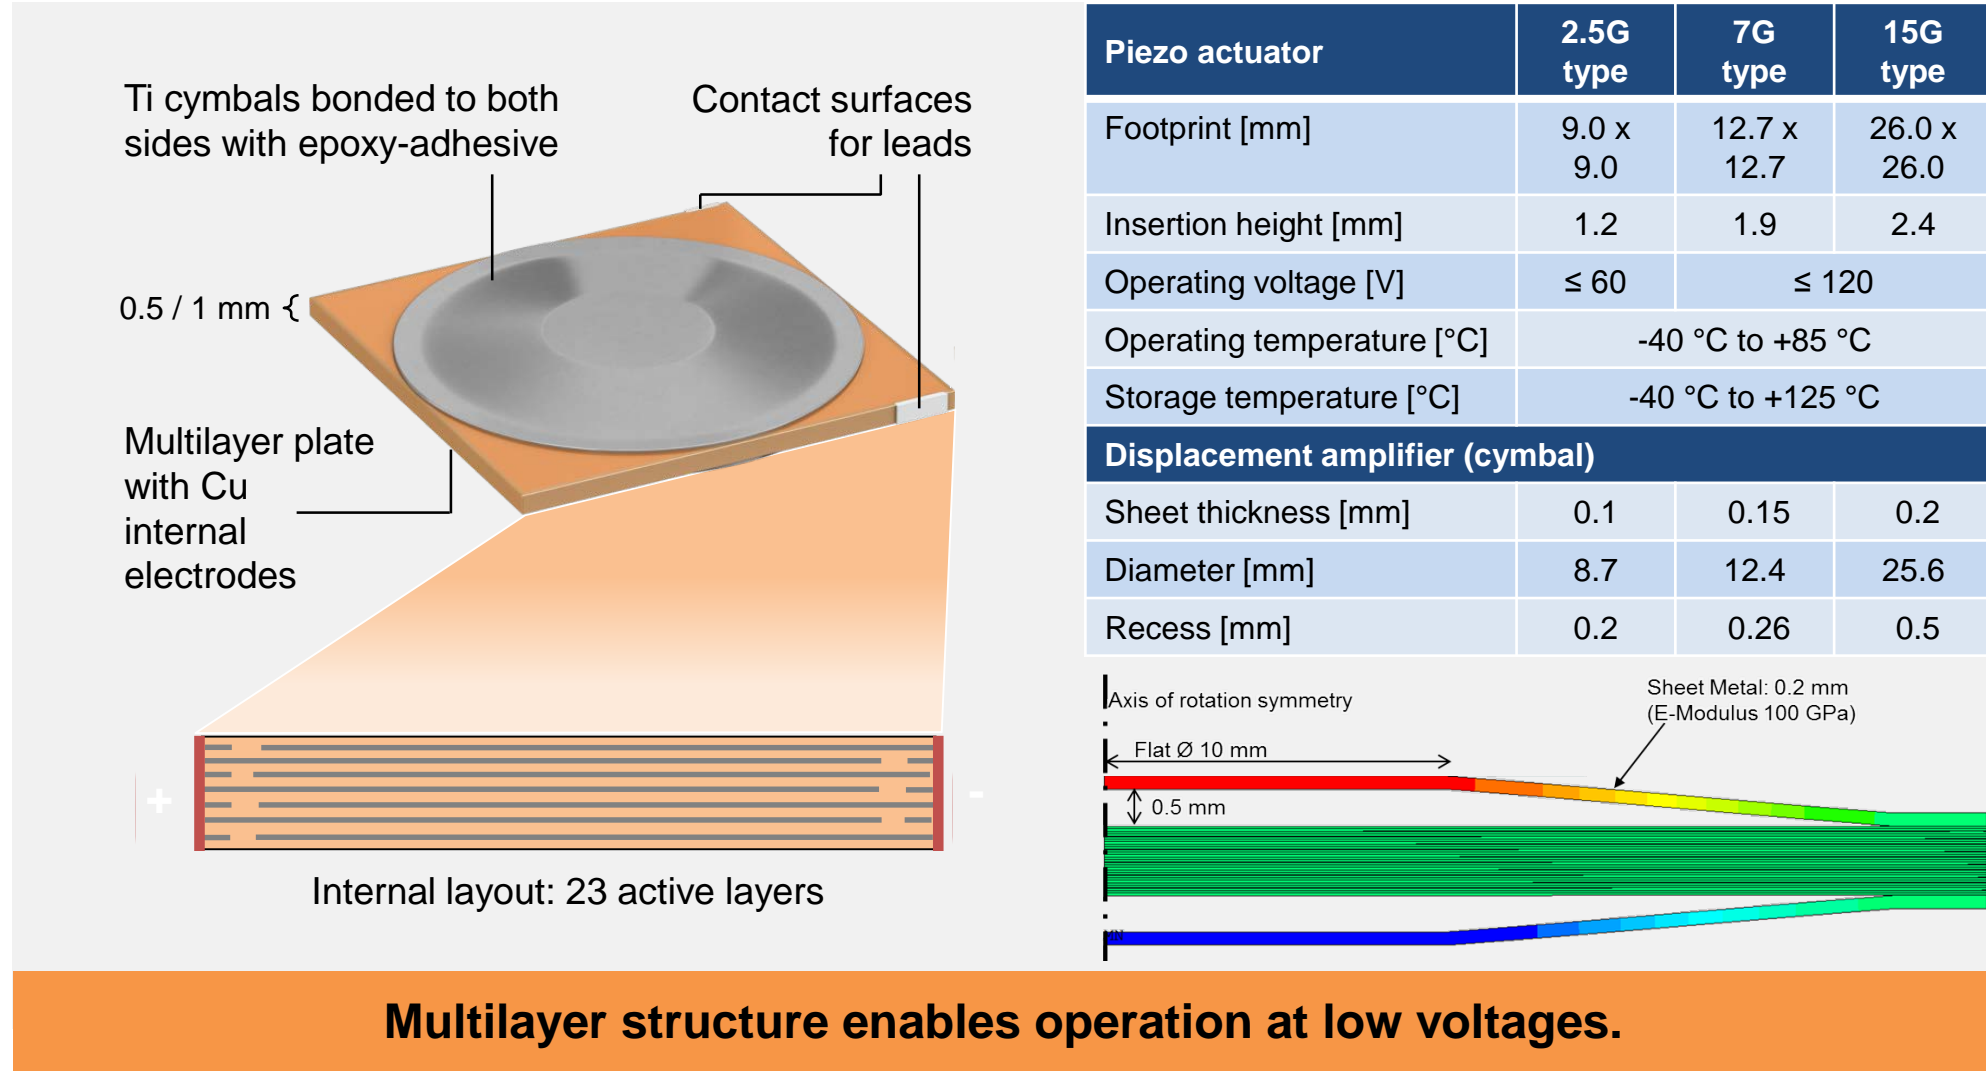 Ti cymbals bonded to both
sides with epoxy-adhesive
Contact surfaces
for leads
0.5 / 1 mm {
Multilayer plate
with Cu
internal
electrodes
+
-
Internal layout: 23 active layers
Piezo actuator 2.5G type 7G type 15G type
Footprint [mm] 9.0 x 9.0 12.7 x 12.7 26.0 x 26.0
Insertion height [mm] 1.2 1.9 2.4
Operating voltage [V] ≤ 60 ≤ 120
Operating temperature [°C] -40 °C to +85 °C
Storage temperature [°C] -40 °C to +125 °C
Displacement amplifier (cymbal)
Sheet thickness [mm] 0.1 0.15 0.2
Diameter [mm] 8.7 12.4 25.6
Recess [mm] 0.2 0.26 0.5
Axis of rotation symmetry
Sheet Metal: 0.2 mm
(E-Modulus 100 GPa)
Flat Ø 10 mm
0.5 mm
Multilayer structure enables operation at low voltages.